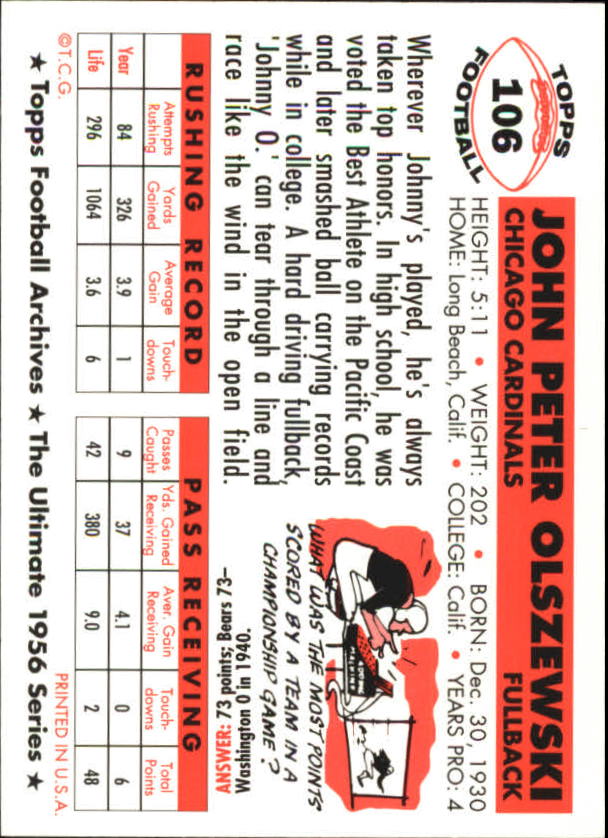 TOPPS
106
FOOTBALL
JOHN PETER OLSZEWSKI
CHICAGO CARDINALS FULLBACK
HEIGHT: 5:11 • WEIGHT: 202 • BORN: Dec. 30, 1930
HOME: Long Beach, Calif. • COLLEGE: Calif. • YEARS PRO: 4
Wherever Johnny's played, he's always
taken top honors. In high school, he was
voted the Best Athlete on the Pacific Coast
and later smashed ball carrying records
while in college. A hard driving fullback,
'Johnny O.' can tear through a line and
race like the wind in the open field.
ADDING
MACHINE
WHAT WAS THE MOST POINTS
SCORED BY A TEAM IN A
CHAMPIONSHIP GAME?
ANSWER: 73 points; Bears 73–
Washington 0 in 1940.
RUSHING RECORD
Attempts Rushing Yards Gained Average Gain Touch-downs
Year 84 326 3.9 1
Life 296 1064 3.6 6
PASS RECEIVING
Passes Caught Yds. Gained Receiving Aver. Gain Receiving Touch-downs Total Points
9 37 4.1 0 6
42 380 9.0 2 48
©T.C.G. PRINTED IN U.S.A.
★ Topps Football Archives ★ The Ultimate 1956 Series ★